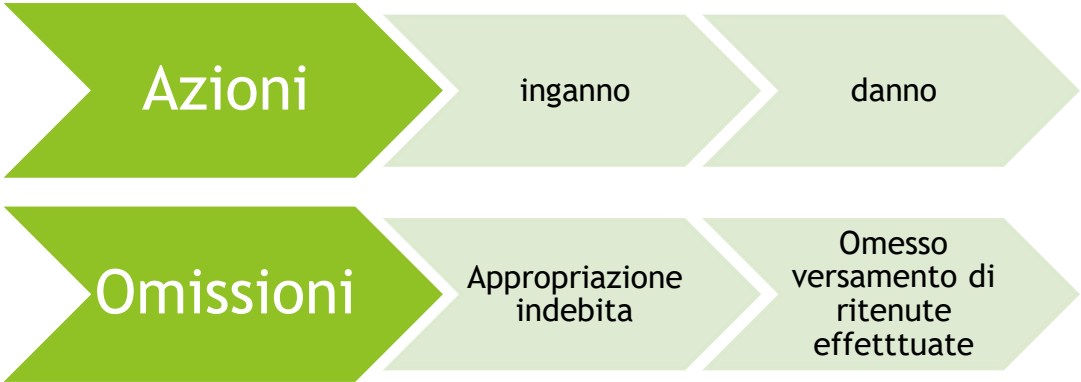 Azioni
inganno
danno
Omissioni
Appropriazione
indebita
Omesso
versamento di
ritenute
effetttuate